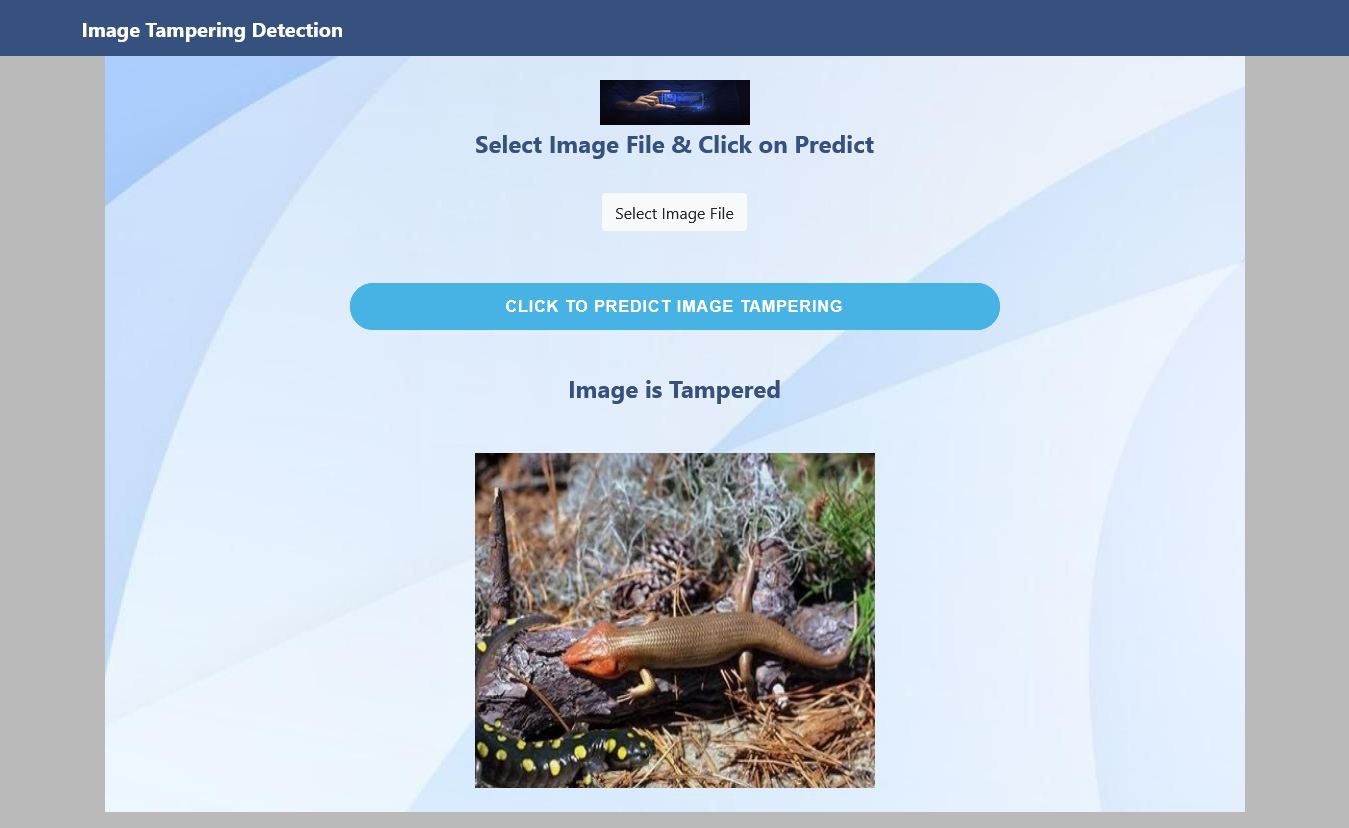 Image Tampering Detection
Select Image File & Click on Predict
Select Image File
CLICK TO PREDICT IMAGE TAMPERING
Image is Tampered